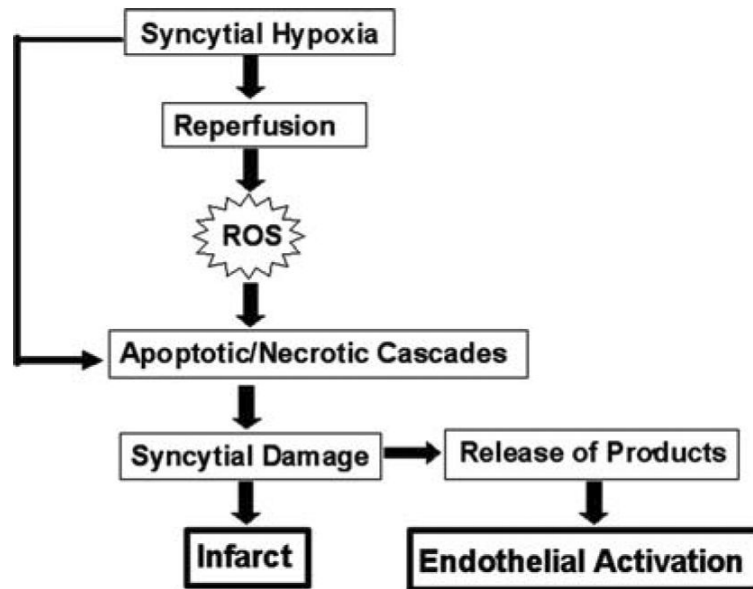 Syncytial Hypoxia
Reperfusion
ROS
Apoptotic/Necrotic Cascades
Syncytial Damage
Release of Products
Infarct
Endothelial Activation